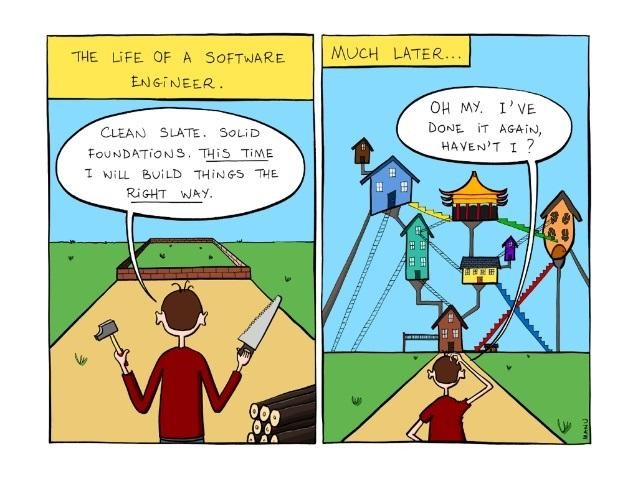 THE LIFE OF A SOFTWARE
ENGINEER.
CLEAN SLATE. SOLID
FOUNDATIONS. THIS TIME
I WILL BUILD THINGS THE
RIGHT WAY.
MUCH LATER...
OH MY. I'VE
DONE IT AGAIN,
HAVEN'T I ?
MANU